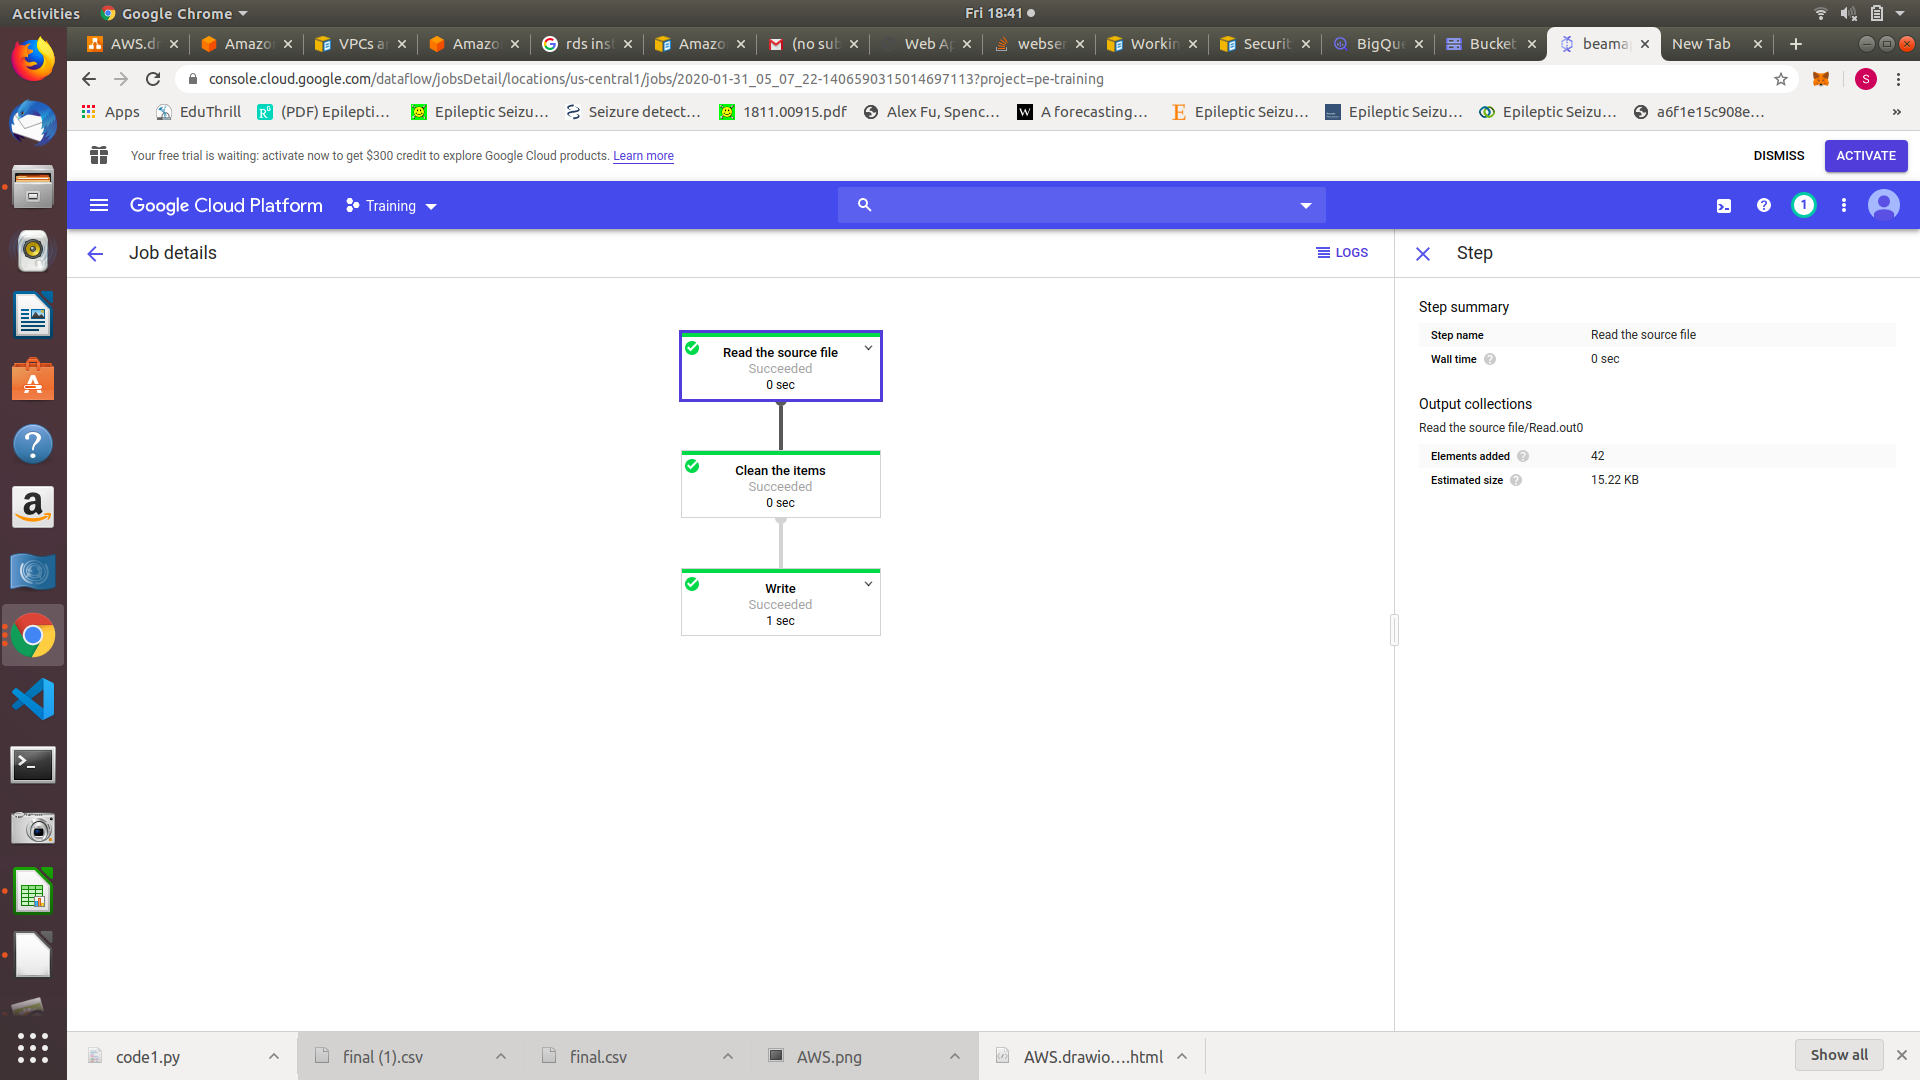 Activities
Google Chrome
Fri 18:41
AWS.dr
Amazo
VPCs a
Amazo
rds inst
Amazo
(no sub
Web Ap
webser
Workin
Securit
BigQue
Bucket
beama
New Tab
console.cloud.google.com/dataflow/jobsDetail/locations/us-central1/jobs/2020-01-31_05_07_22-14065903150146971​13?project=pe-training
S
Apps
EduThrill
(PDF) Epilepti…
Epileptic Seizu…
Seizure detect…
1811.00915.pdf
Alex Fu, Spenc…
A forecasting…
Epileptic Seizu…
Epileptic Seizu…
Epileptic Seizu…
a6f1e15c908e…
»
Your free trial is waiting: activate now to get $300 credit to explore Google Cloud products. Learn more
DISMISS
ACTIVATE
Google Cloud Platform
Training
1
Job details
LOGS
Step
Read the source file
Succeeded
0 sec
Clean the items
Succeeded
0 sec
Write
Succeeded
1 sec
Step summary
Step name Read the source file
Wall time 0 sec
Output collections
Read the source file/Read.out0
Elements added 42
Estimated size 15.22 KB
code1.py
final (1).csv
final.csv
AWS.png
AWS.drawio….html
Show all